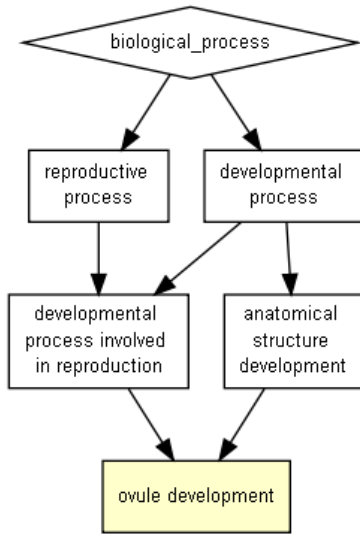 biological_process
reproductive
process
developmental
process
developmental
process involved
in reproduction
anatomical
structure
development
ovule development